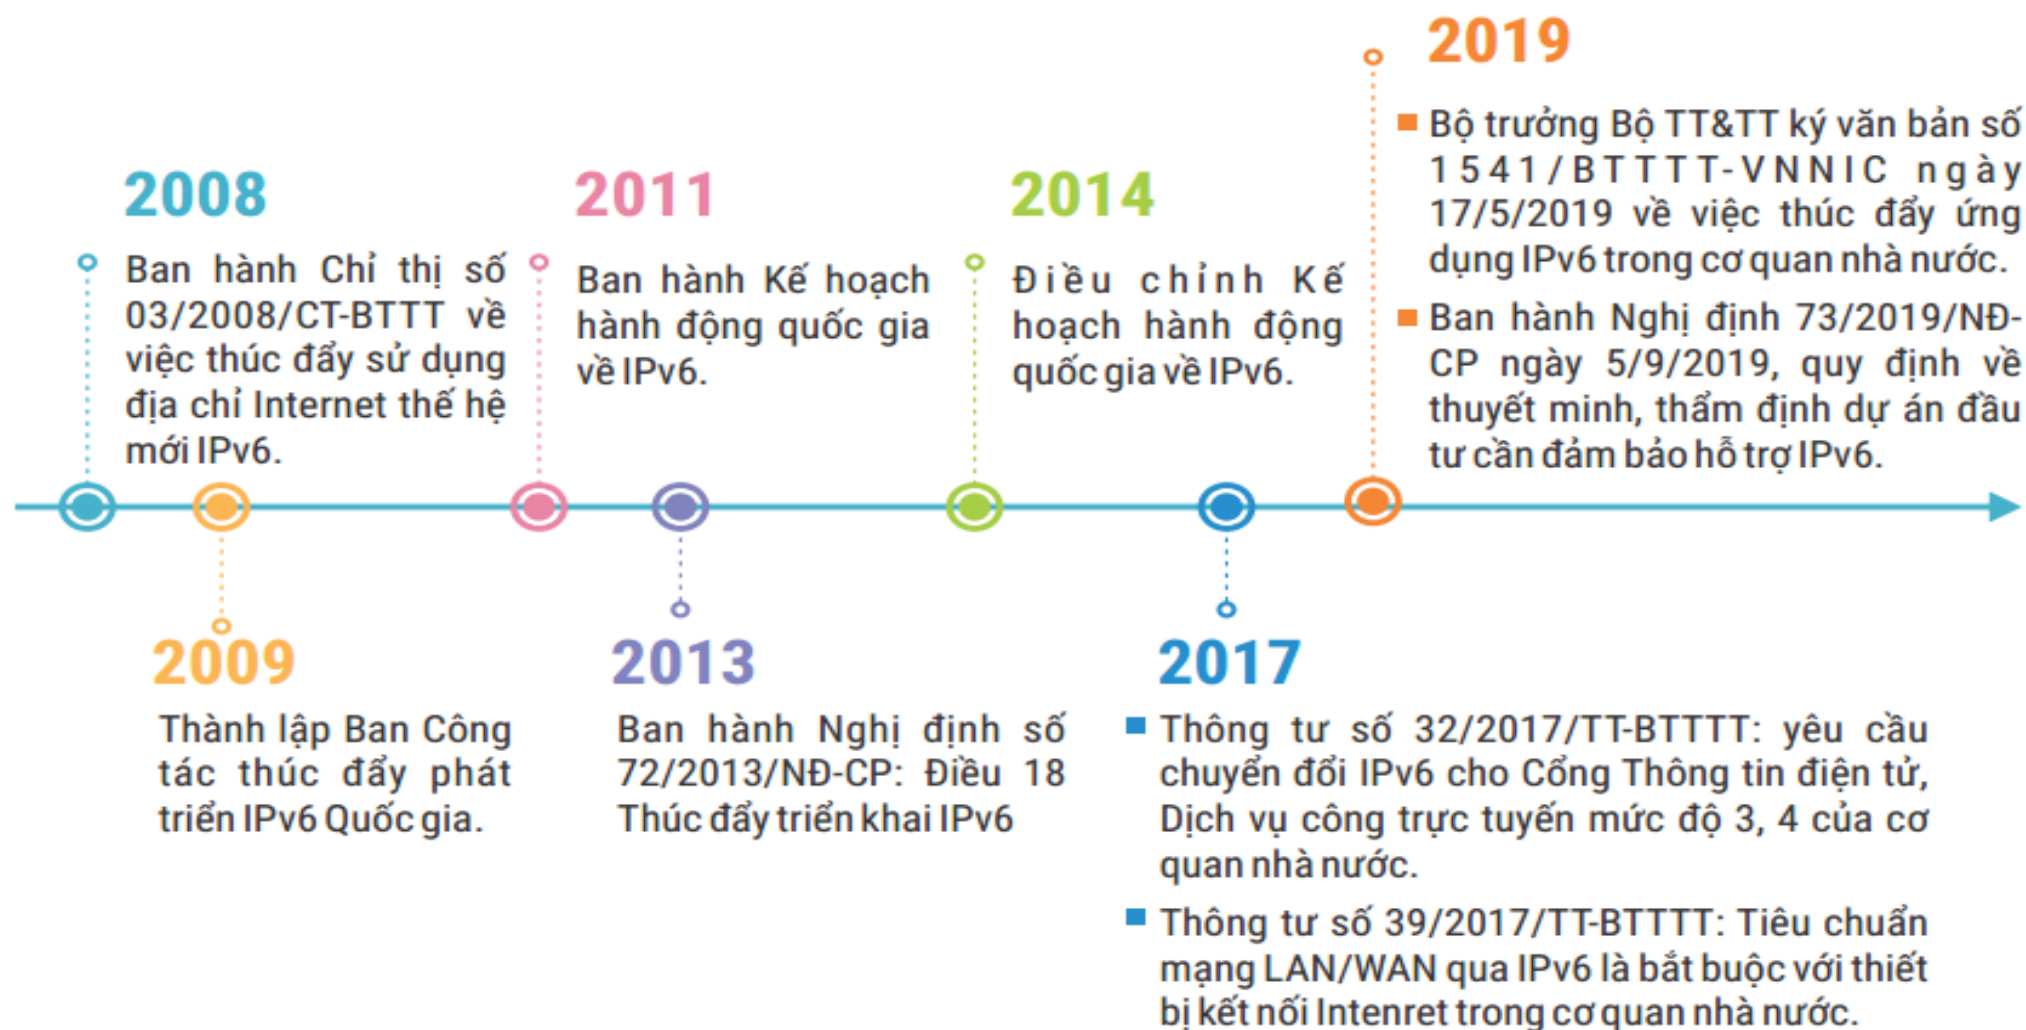 2008
Ban hành Chỉ thị số
03/2008/CT-BTTT về
việc thúc đẩy sử dụng
địa chỉ Internet thế hệ
mới IPv6.
2009
Thành lập Ban Công
tác thúc đẩy phát
triển IPv6 Quốc gia.
2011
Ban hành Kế hoạch
hành động quốc gia
về IPv6.
2013
Ban hành Nghị định số
72/2013/NĐ-CP: Điều 18
Thúc đẩy triển khai IPv6
2014
Điều chỉnh Kế
hoạch hành động
quốc gia về IPv6.
2017
Thông tư số 32/2017/TT-BTTTT: yêu cầu
chuyển đổi IPv6 cho Cổng Thông tin điện tử,
Dịch vụ công trực tuyến mức độ 3, 4 của cơ
quan nhà nước.
Thông tư số 39/2017/TT-BTTTT: Tiêu chuẩn
mạng LAN/WAN qua IPv6 là bắt buộc với thiết
bị kết nối Intenret trong cơ quan nhà nước.
2019
Bộ trưởng Bộ TT&TT ký văn bản số
1541/BTTTT-VNNIC ngày
17/5/2019 về việc thúc đẩy ứng
dụng IPv6 trong cơ quan nhà nước.
Ban hành Nghị định 73/2019/NĐ-
CP ngày 5/9/2019, quy định về
thuyết minh, thẩm định dự án đầu
tư cần đảm bảo hỗ trợ IPv6.